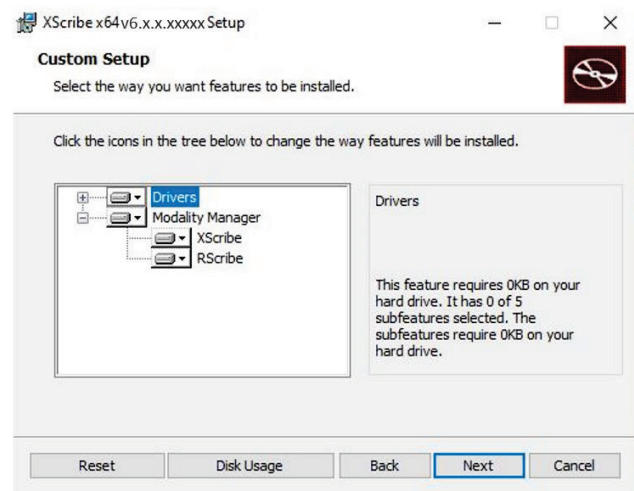 XScribe x64 v6.x.x.xxxxx Setup
Custom Setup
Select the way you want features to be installed.
Click the icons in the tree below to change the way features will be installed.
Drivers
Modality Manager
XScribe
RScribe
Drivers
This feature requires 0KB on your
hard drive. It has 0 of 5
subfeatures selected. The
subfeatures require 0KB on your
hard drive.
Reset
Disk Usage
Back
Next
Cancel